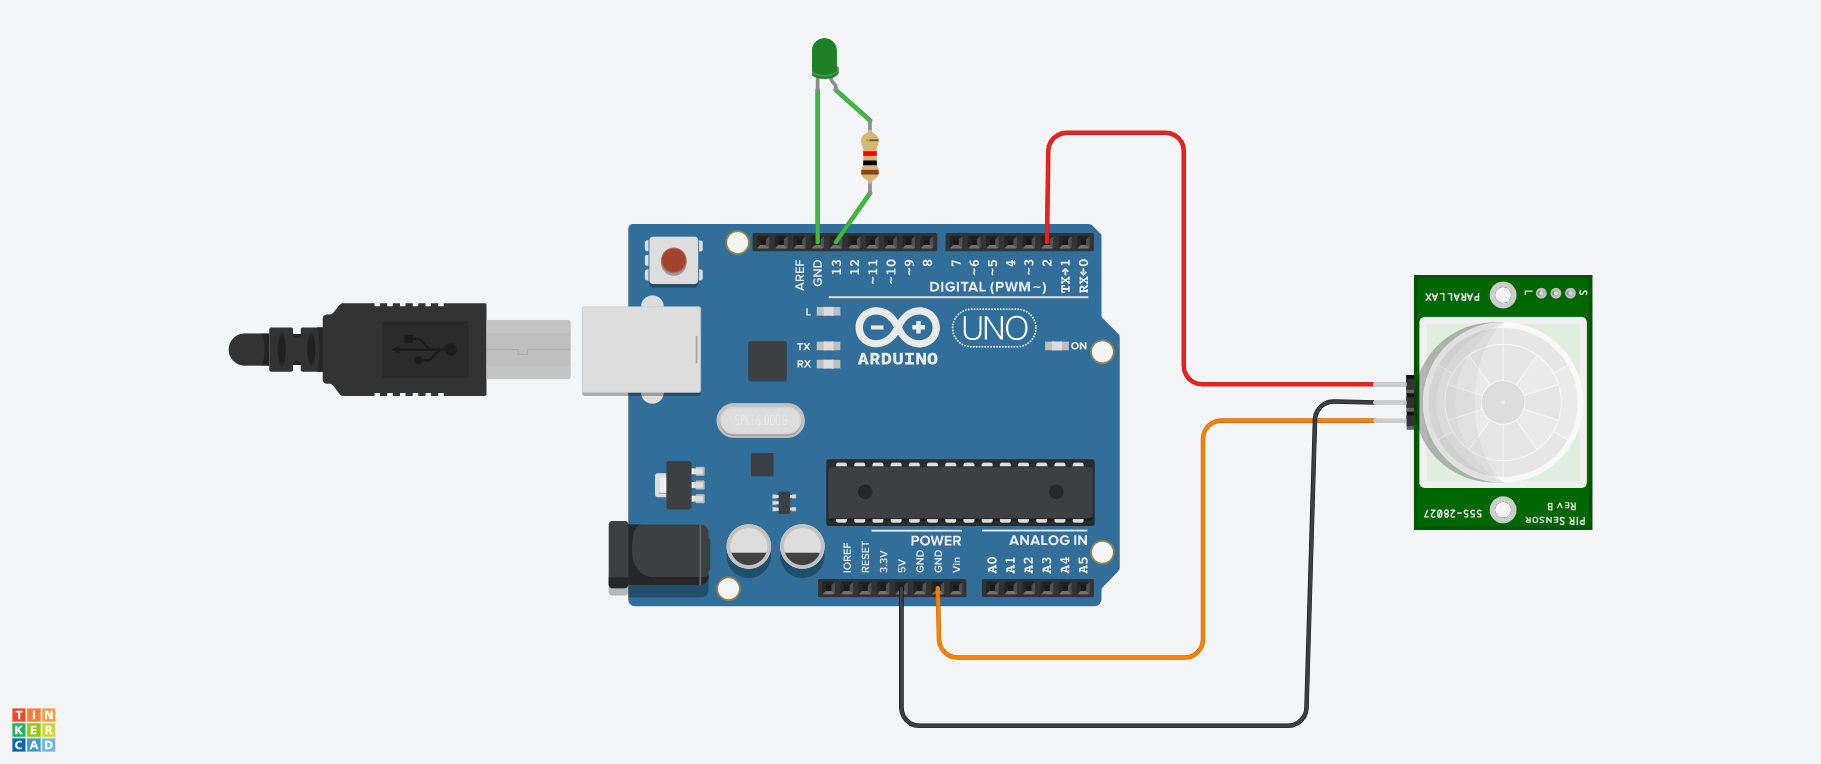 AREF
GND
13
12
~11
~10
~9
8
7
~6
~5
4
~3
2
TX→1
RX←0
DIGITAL (PWM~)
L
TX
RX
ARDUINO
UNO
ON
PARALLAX
L
S
SPK16.000G
555-28027
REV B
PIR SENSOR
POWER
ANALOG IN
IOREF
RESET
3.3V
5V
GND
GND
Vin
A0
A1
A2
A3
A4
A5
TIN
KER
CAD